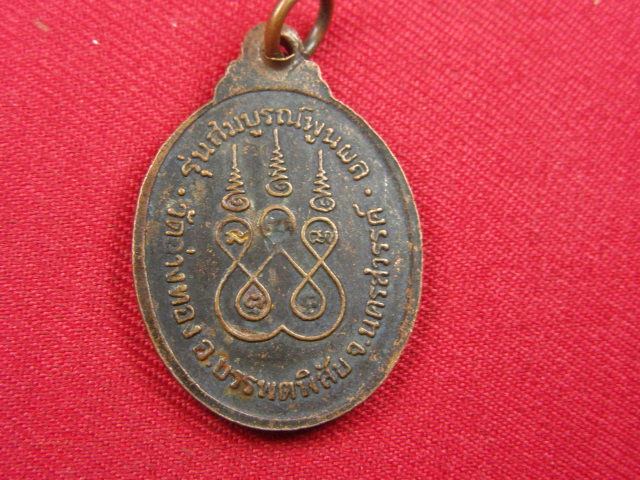 รุ่นสมบูรณ์พูนผล
วัดอ่างทอง อ.บรรพตพิสัย จ.นครสวรรค์